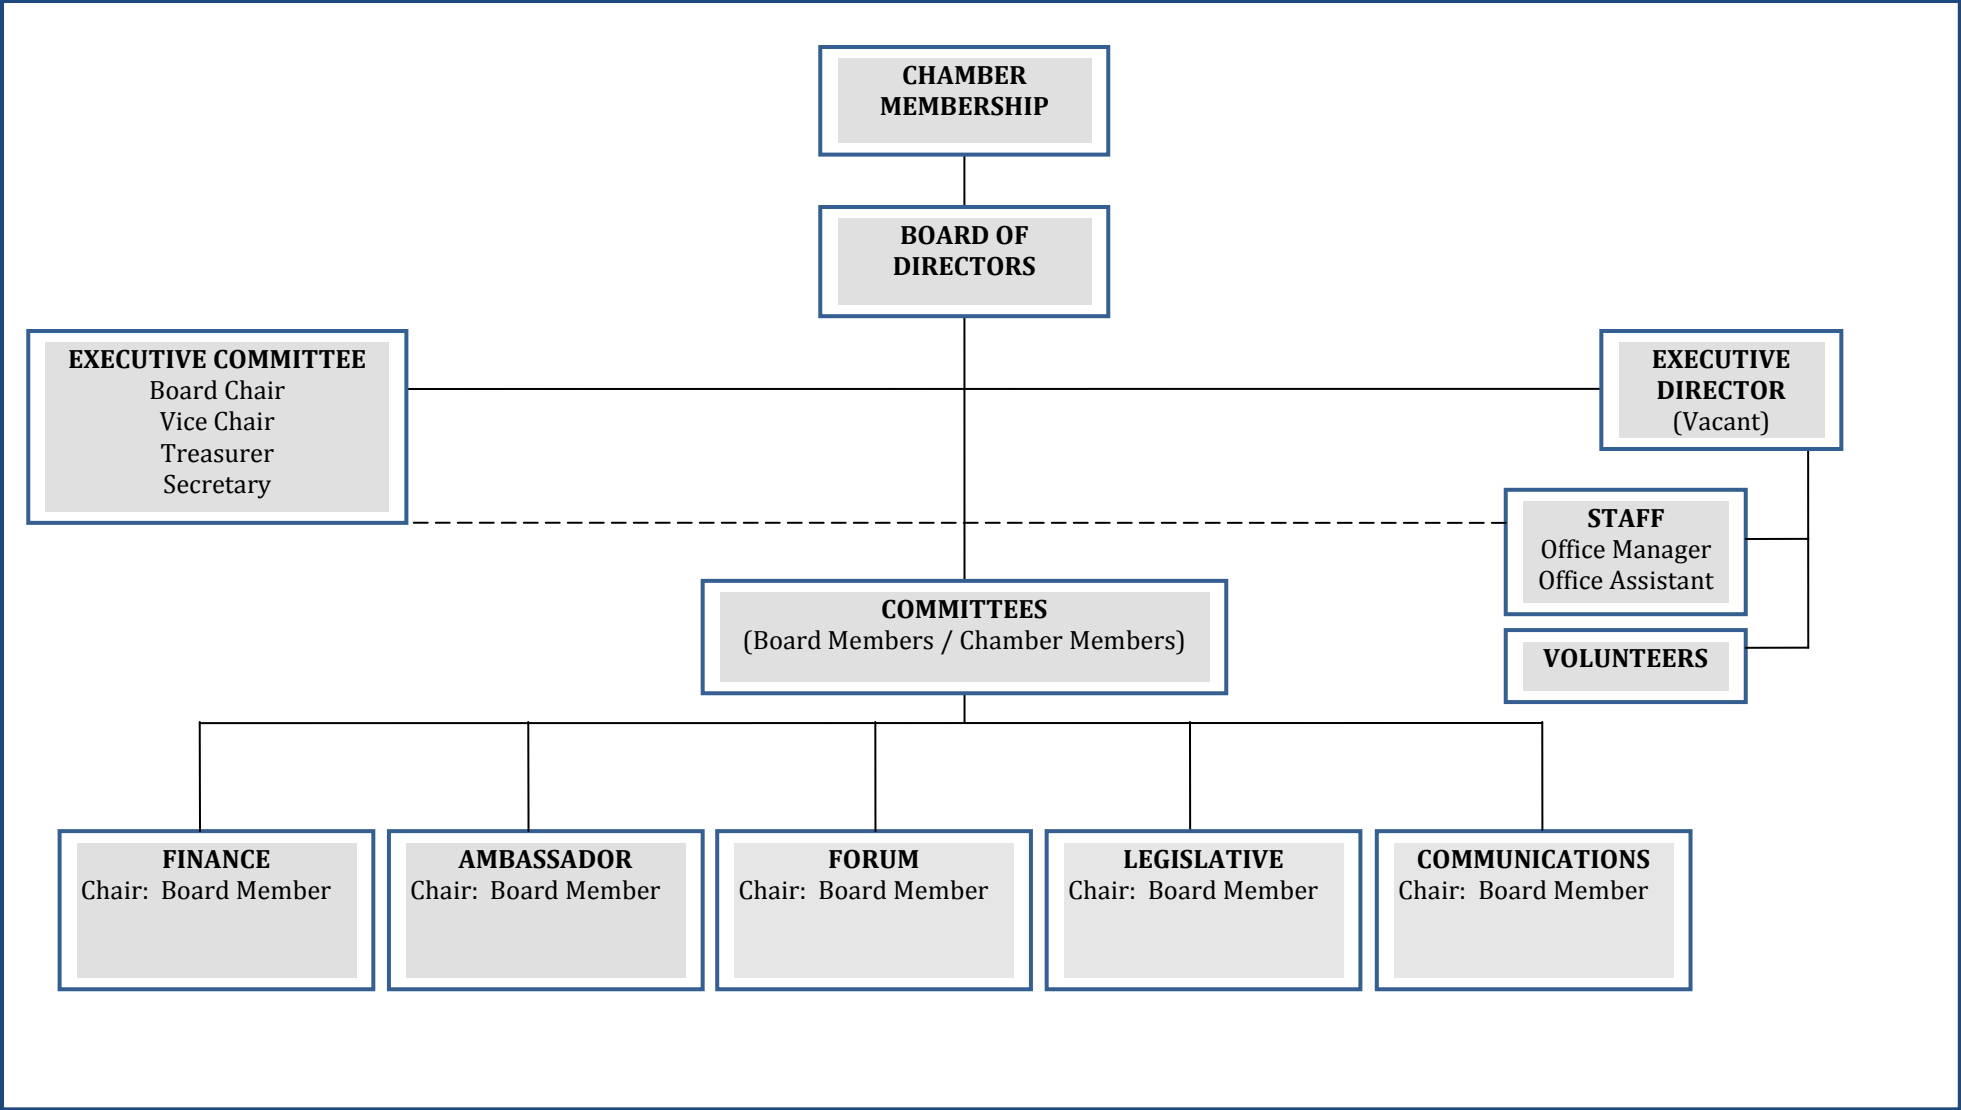 CHAMBER
MEMBERSHIP
BOARD OF
DIRECTORS
EXECUTIVE COMMITTEE
Board Chair
Vice Chair
Treasurer
Secretary
EXECUTIVE
DIRECTOR
(Vacant)
STAFF
Office Manager
Office Assistant
VOLUNTEERS
COMMITTEES
(Board Members / Chamber Members)
FINANCE
Chair:  Board Member
AMBASSADOR
Chair:  Board Member
FORUM
Chair:  Board Member
LEGISLATIVE
Chair:  Board Member
COMMUNICATIONS
Chair:  Board Member